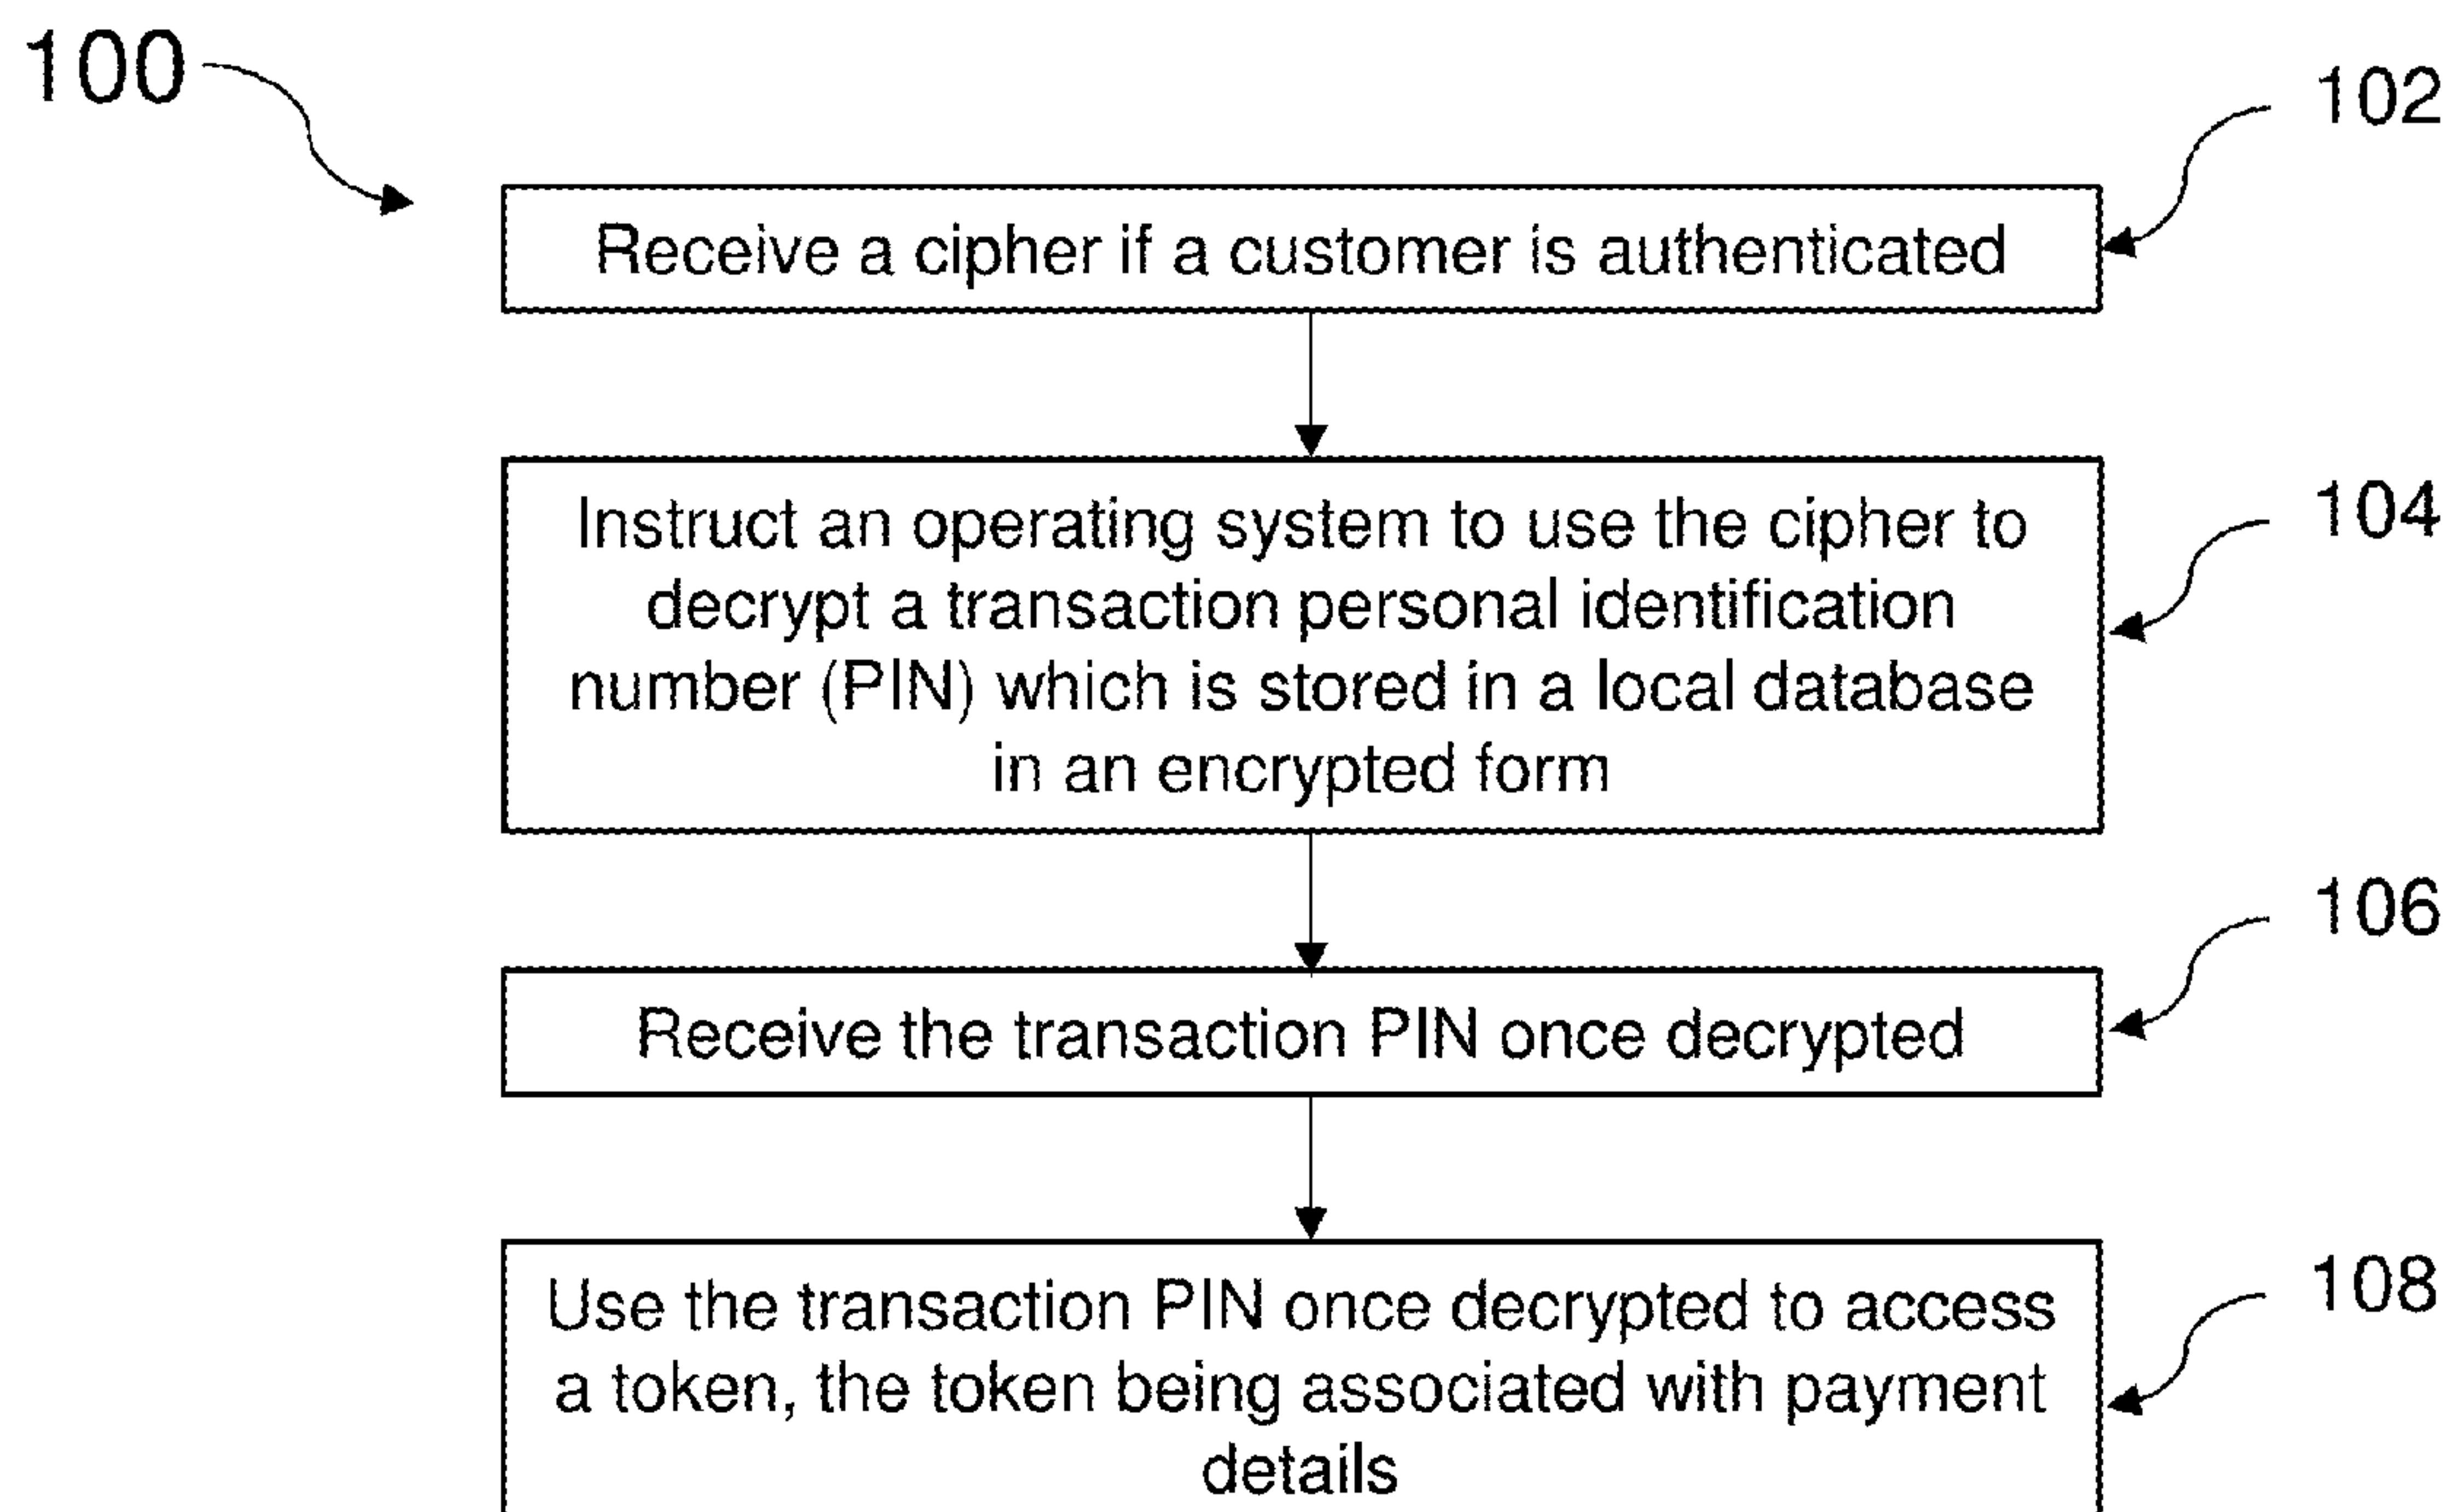 100
102
Receive a cipher if a customer is authenticated
104
Instruct an operating system to use the cipher to
decrypt a transaction personal identification
number (PIN) which is stored in a local database
in an encrypted form
106
Receive the transaction PIN once decrypted
108
Use the transaction PIN once decrypted to access
a token, the token being associated with payment
details